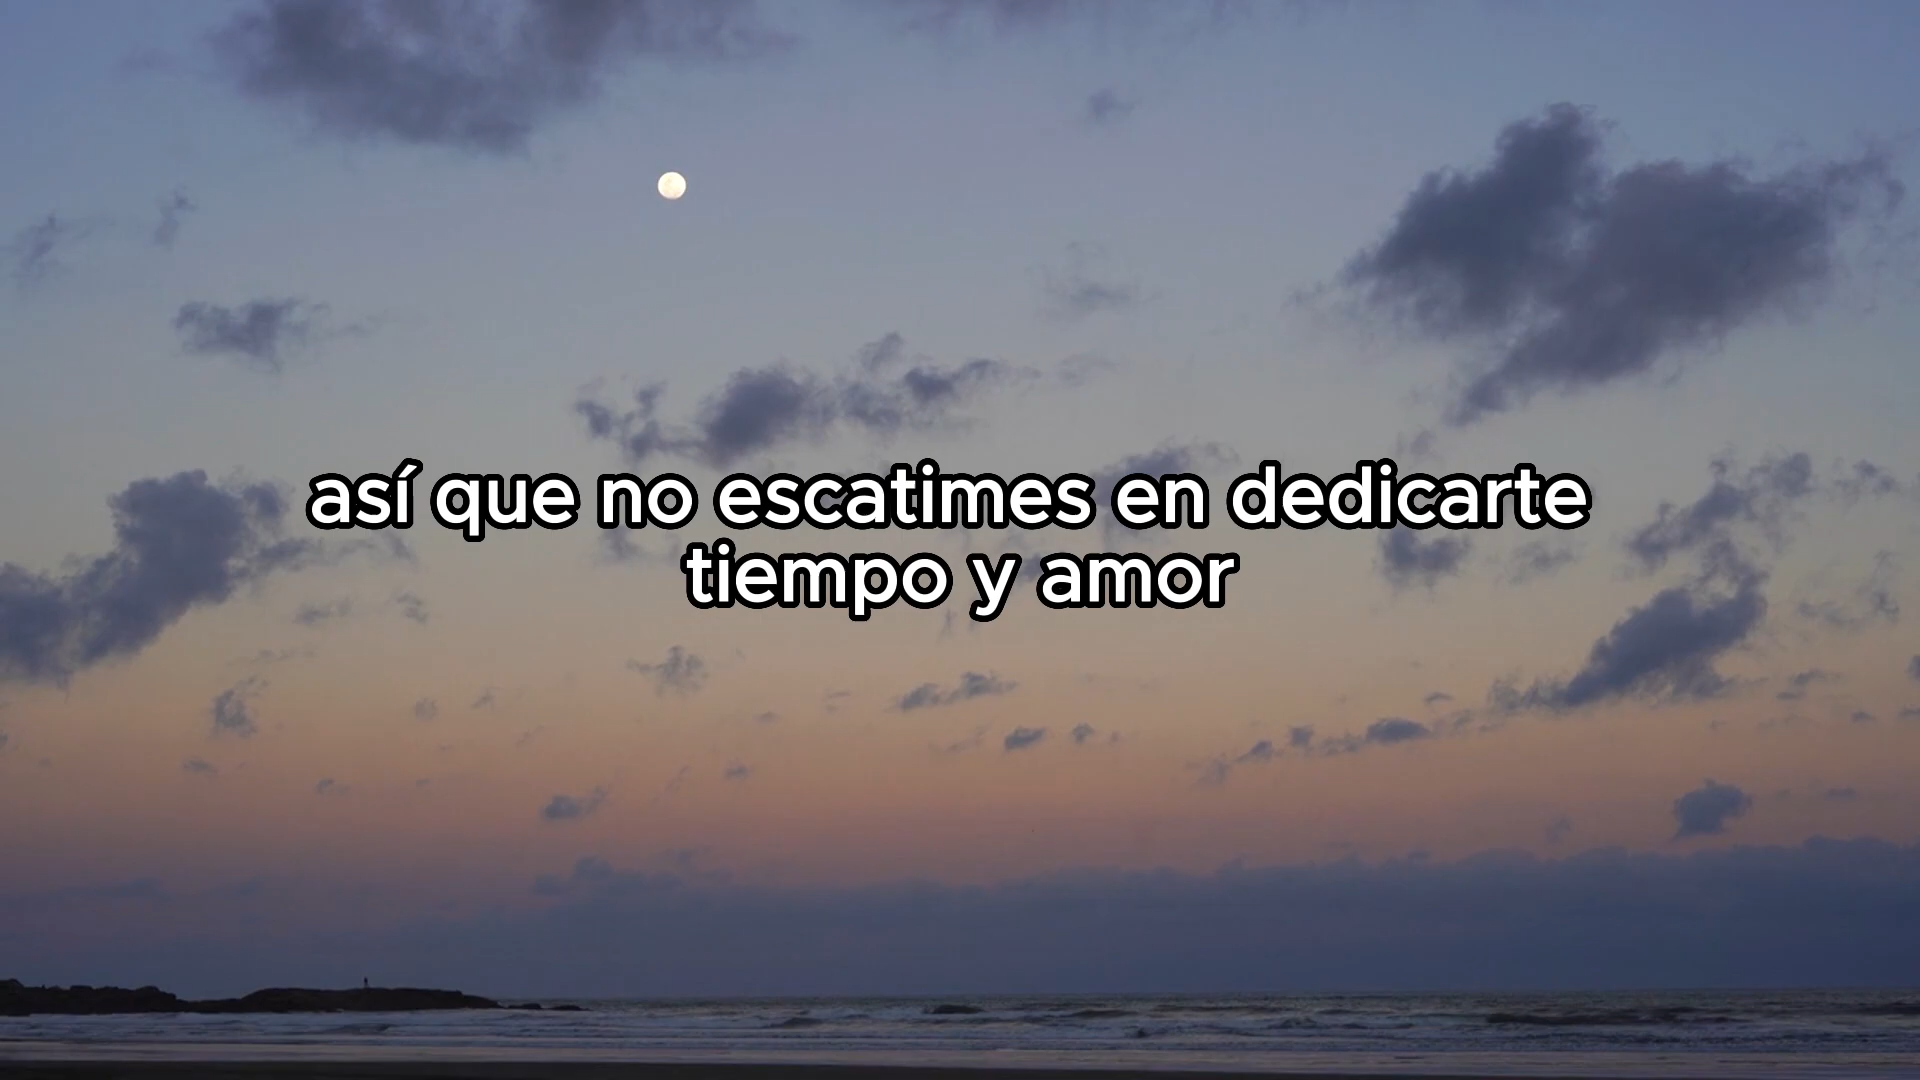 así que no escatimes en dedicarte
tiempo y amor